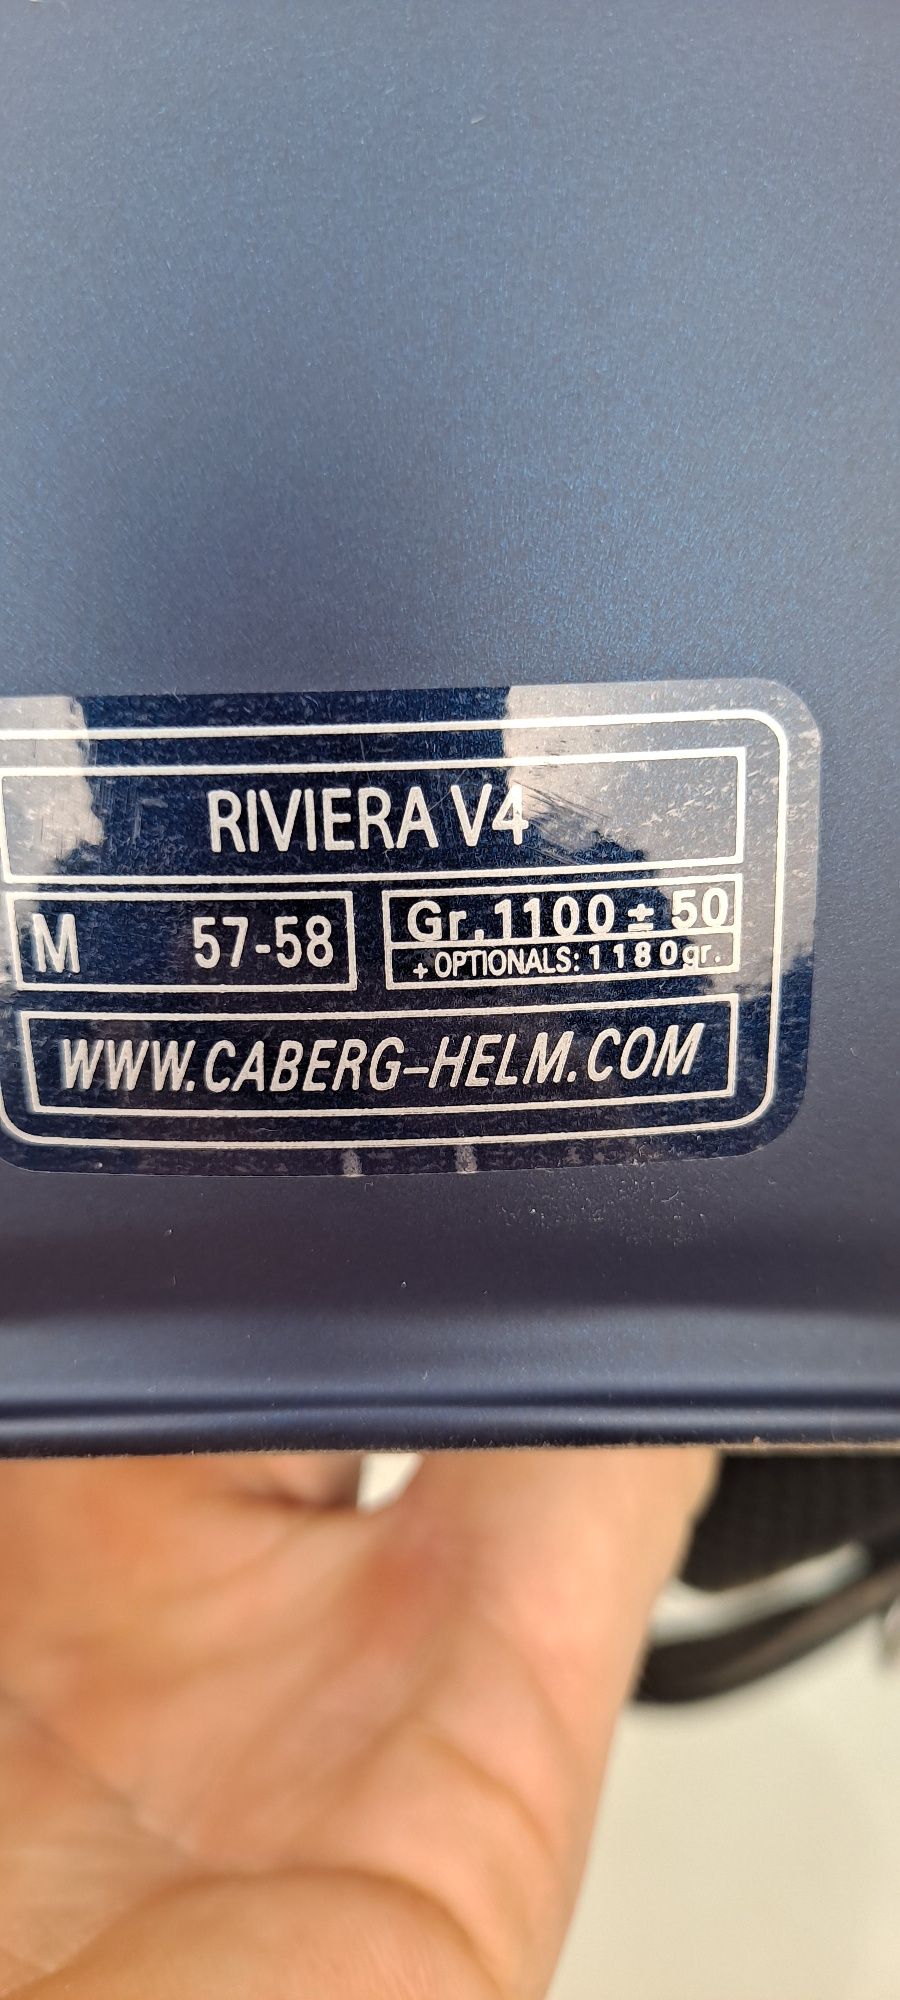 RIVIERA V4
M 57-58
Gr. 1100 ± 50
+ OPTIONALS: 1180gr.
WWW.CABERG-HELM.COM